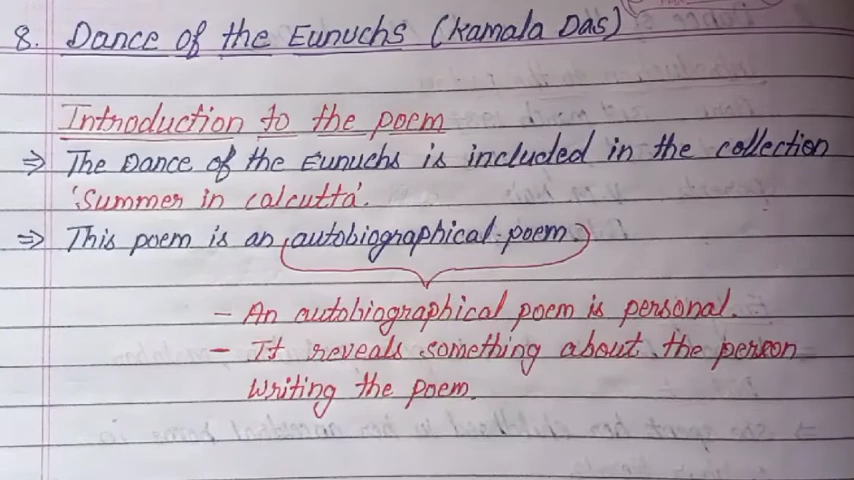 8. Dance of the Eunuchs (Kamala Das)
Introduction to the poem
⇒ The Dance of the Eunuchs is included in the collection
'Summer in calcutta'.
⇒ This poem is an autobiographical poem.
- An autobiographical poem is personal.
- It reveals something about the person
writing the poem.